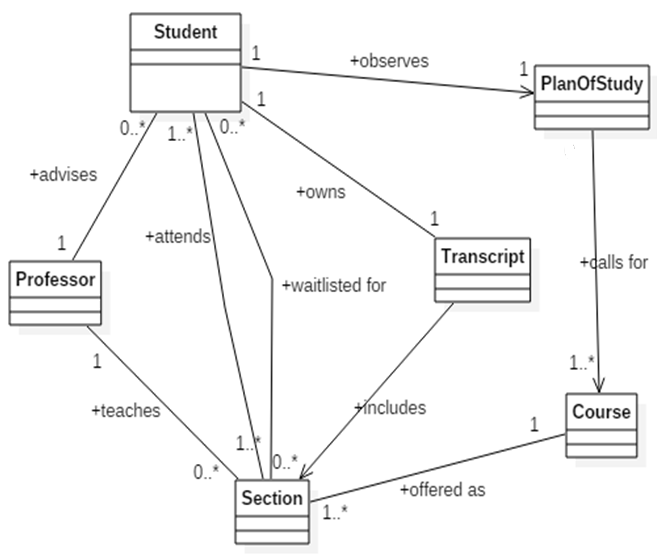 Student
1
+observes
1
PlanOfStudy
1
0..*
1..*
0..*
+advises
+owns
1
1
+attends
Transcript
+calls for
Professor
+waitlisted for
1
1..*
+teaches
+includes
Course
1
1..*
0..*
0..*
Section
+offered as
1..*